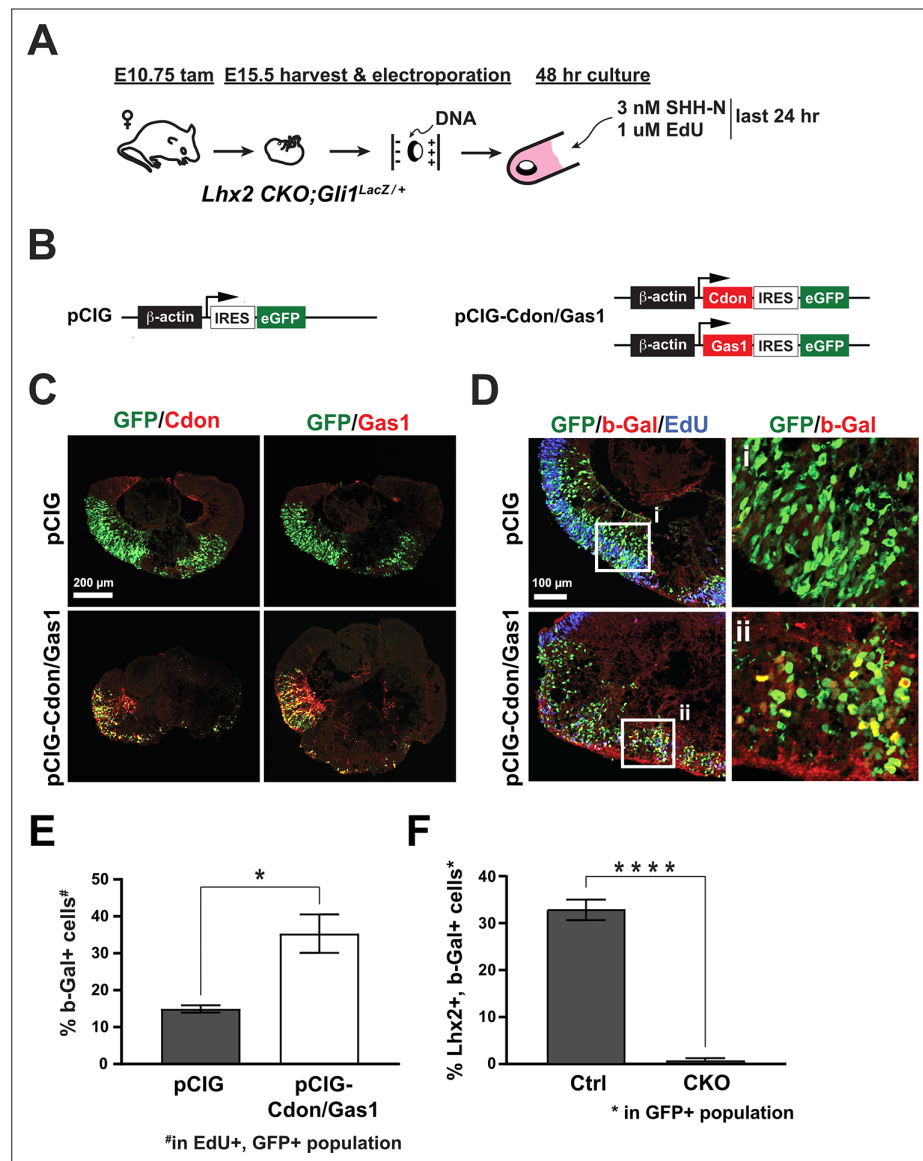 A
E10.75 tam E15.5 harvest & electroporation 48 hr culture
♀
DNA
- - -
+ + +
3 nM SHH-N
1 uM EdU
last 24 hr
Lhx2 CKO;Gli1LacZ/+
B
pCIG β-actin IRES eGFP
pCIG-Cdon/Gas1
β-actin Cdon IRES eGFP
β-actin Gas1 IRES eGFP
C
GFP/Cdon GFP/Gas1
pCIG
200 µm
pCIG-Cdon/Gas1
D
GFP/b-Gal/EdU GFP/b-Gal
pCIG
i
i
100 µm
pCIG-Cdon/Gas1
ii
ii
E
% b-Gal+ cells#
50
40
30
20
10
0
*
pCIG
pCIG-
Cdon/Gas1
#in EdU+, GFP+ population
F
% Lhx2+, b-Gal+ cells*
40
30
20
10
0
* * * *
Ctrl CKO
* in GFP+ population